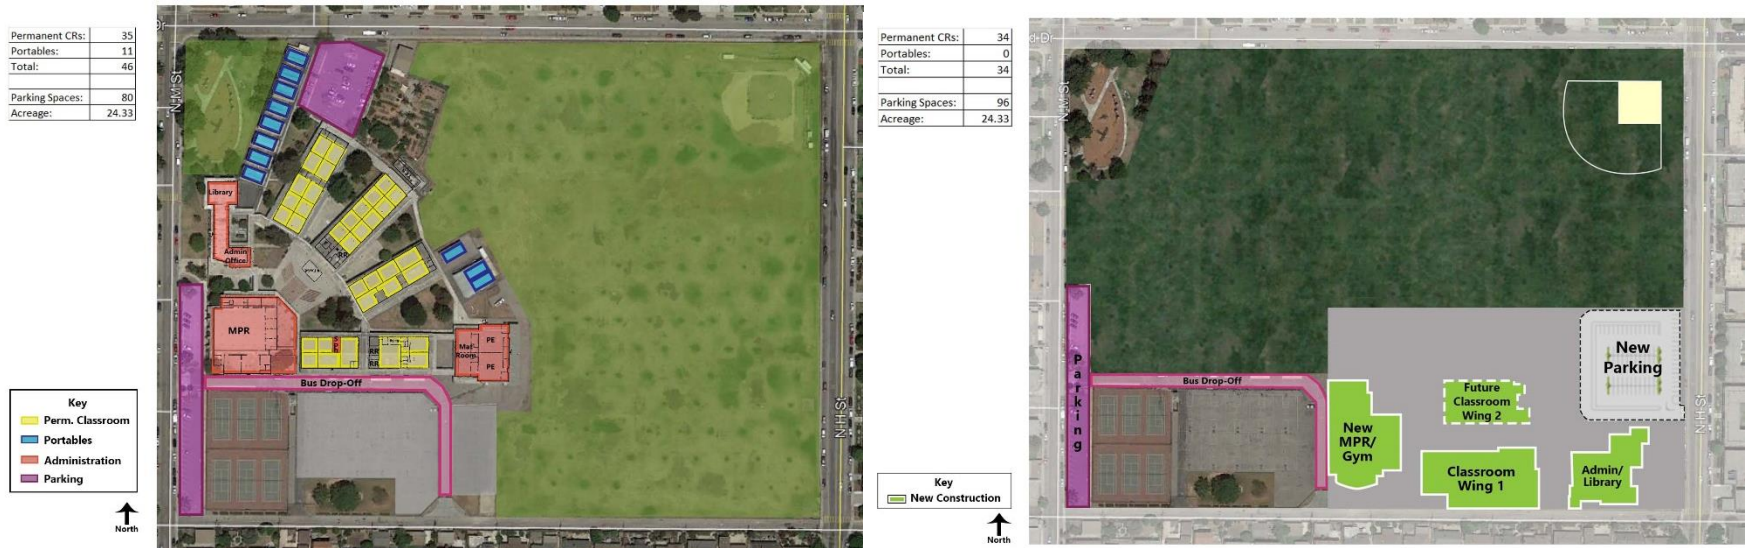 Permanent CRs: 35
Portables: 11
Total: 46
Parking Spaces: 80
Acreage: 24.33
Dr
N M St
Library
Admin
Office
RR
MPR
RR
RR
Mat
Room
PE
PE
Bus Drop-Off
N H St
Key
Perm. Classroom
Portables
Administration
Parking
North
Permanent CRs: 34
Portables: 0
Total: 34
Parking Spaces: 96
Acreage: 24.33
d Dr
N M St
Parking
Bus Drop-Off
New
MPR/
Gym
Future
Classroom
Wing 2
Classroom
Wing 1
Admin/
Library
New
Parking
N H St
Key
New Construction
North